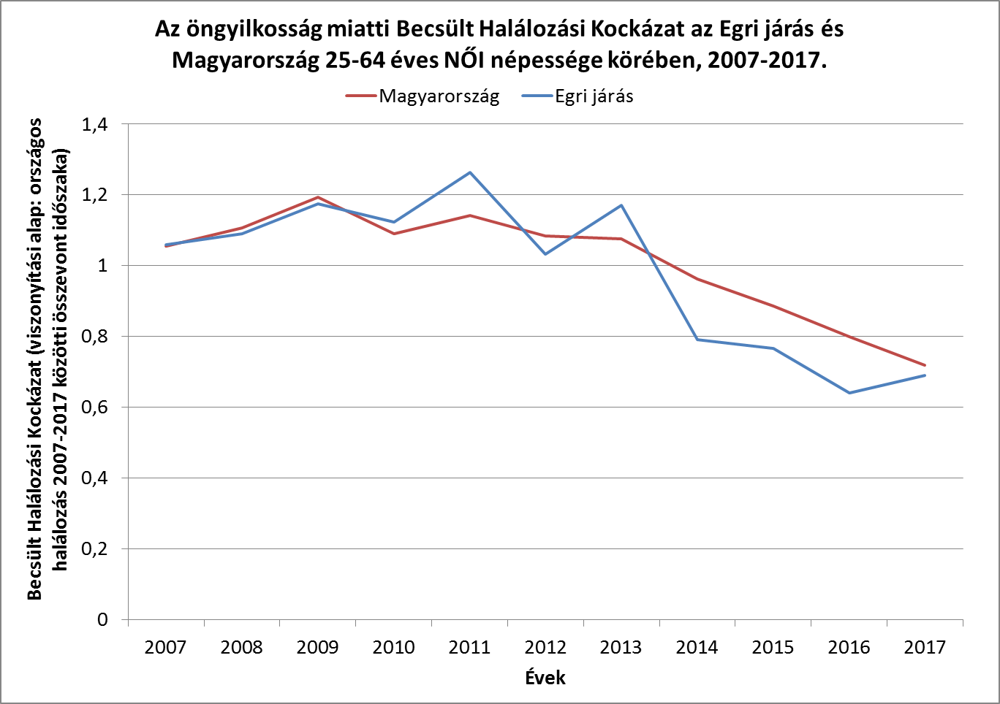 Az öngyilkosság miatti Becsült Halálozási Kockázat az Egri járás és
Magyarország 25-64 éves NŐI népessége körében, 2007-2017.
Magyarország Egri járás
Becsült Halálozási Kockázat (viszonyítási alap: országos
halálozás 2007-2017 közötti összevont időszaka)
1,4
1,2
1
0,8
0,6
0,4
0,2
0
2007 2008 2009 2010 2011 2012 2013 2014 2015 2016 2017
Évek